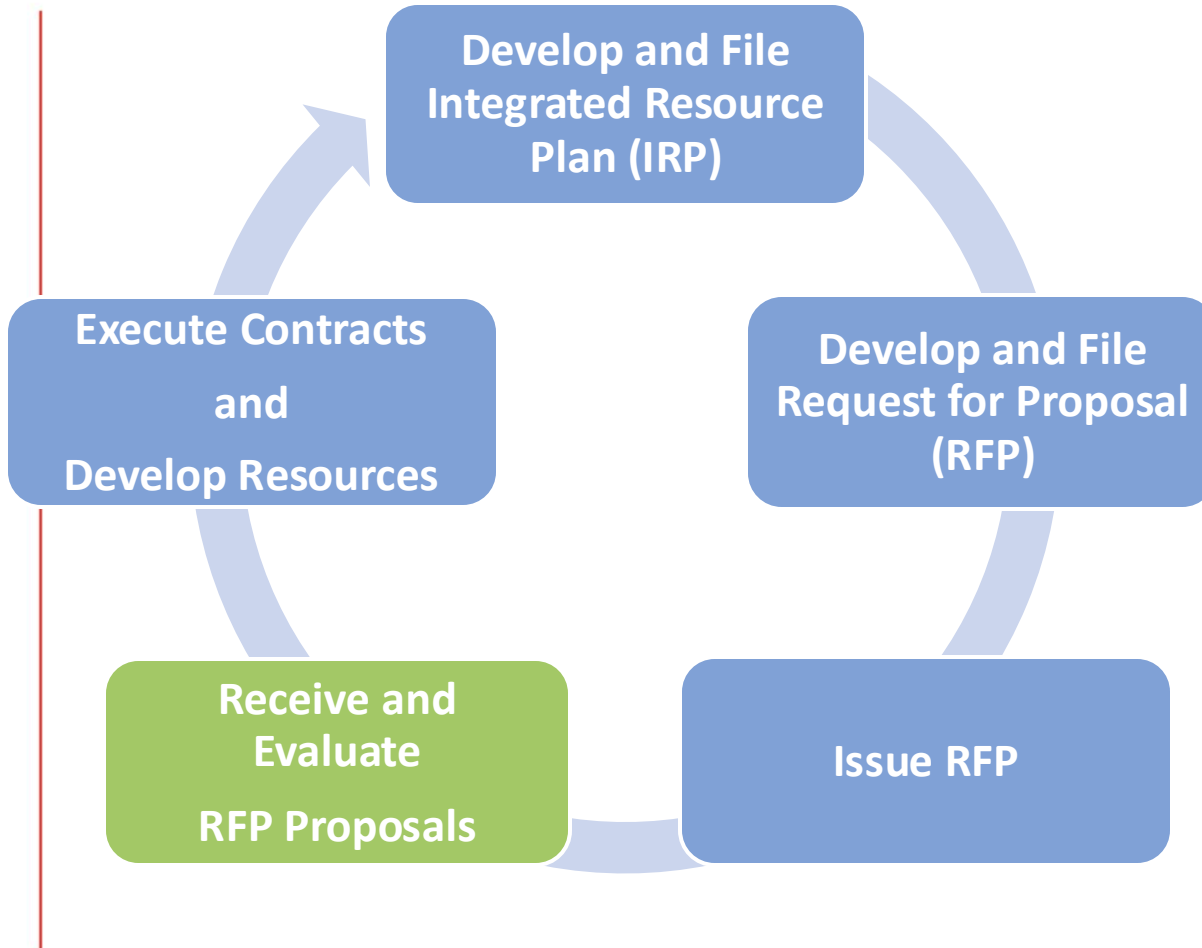 Develop and File
Integrated Resource
Plan (IRP)
Develop and File
Request for Proposal
(RFP)
Issue RFP
Receive and
Evaluate
RFP Proposals
Execute Contracts
and
Develop Resources